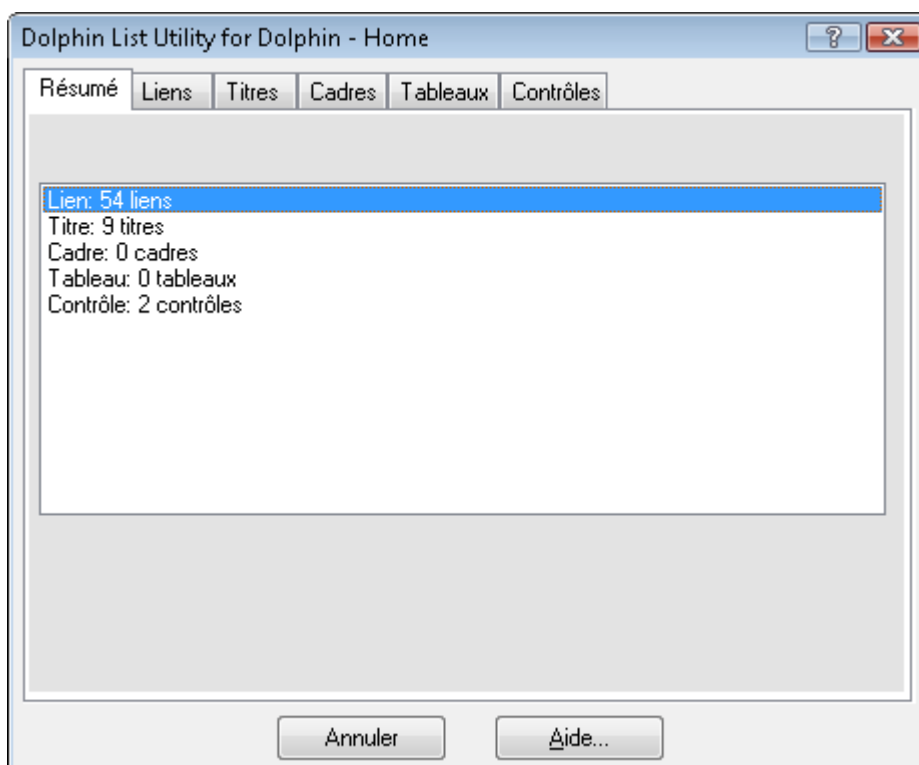 Dolphin List Utility for Dolphin - Home
Résumé Liens Titres Cadres Tableaux Contrôles
Lien: 54 liens
Titre: 9 titres
Cadre: 0 cadres
Tableau: 0 tableaux
Contrôle: 2 contrôles
Annuler Aide...